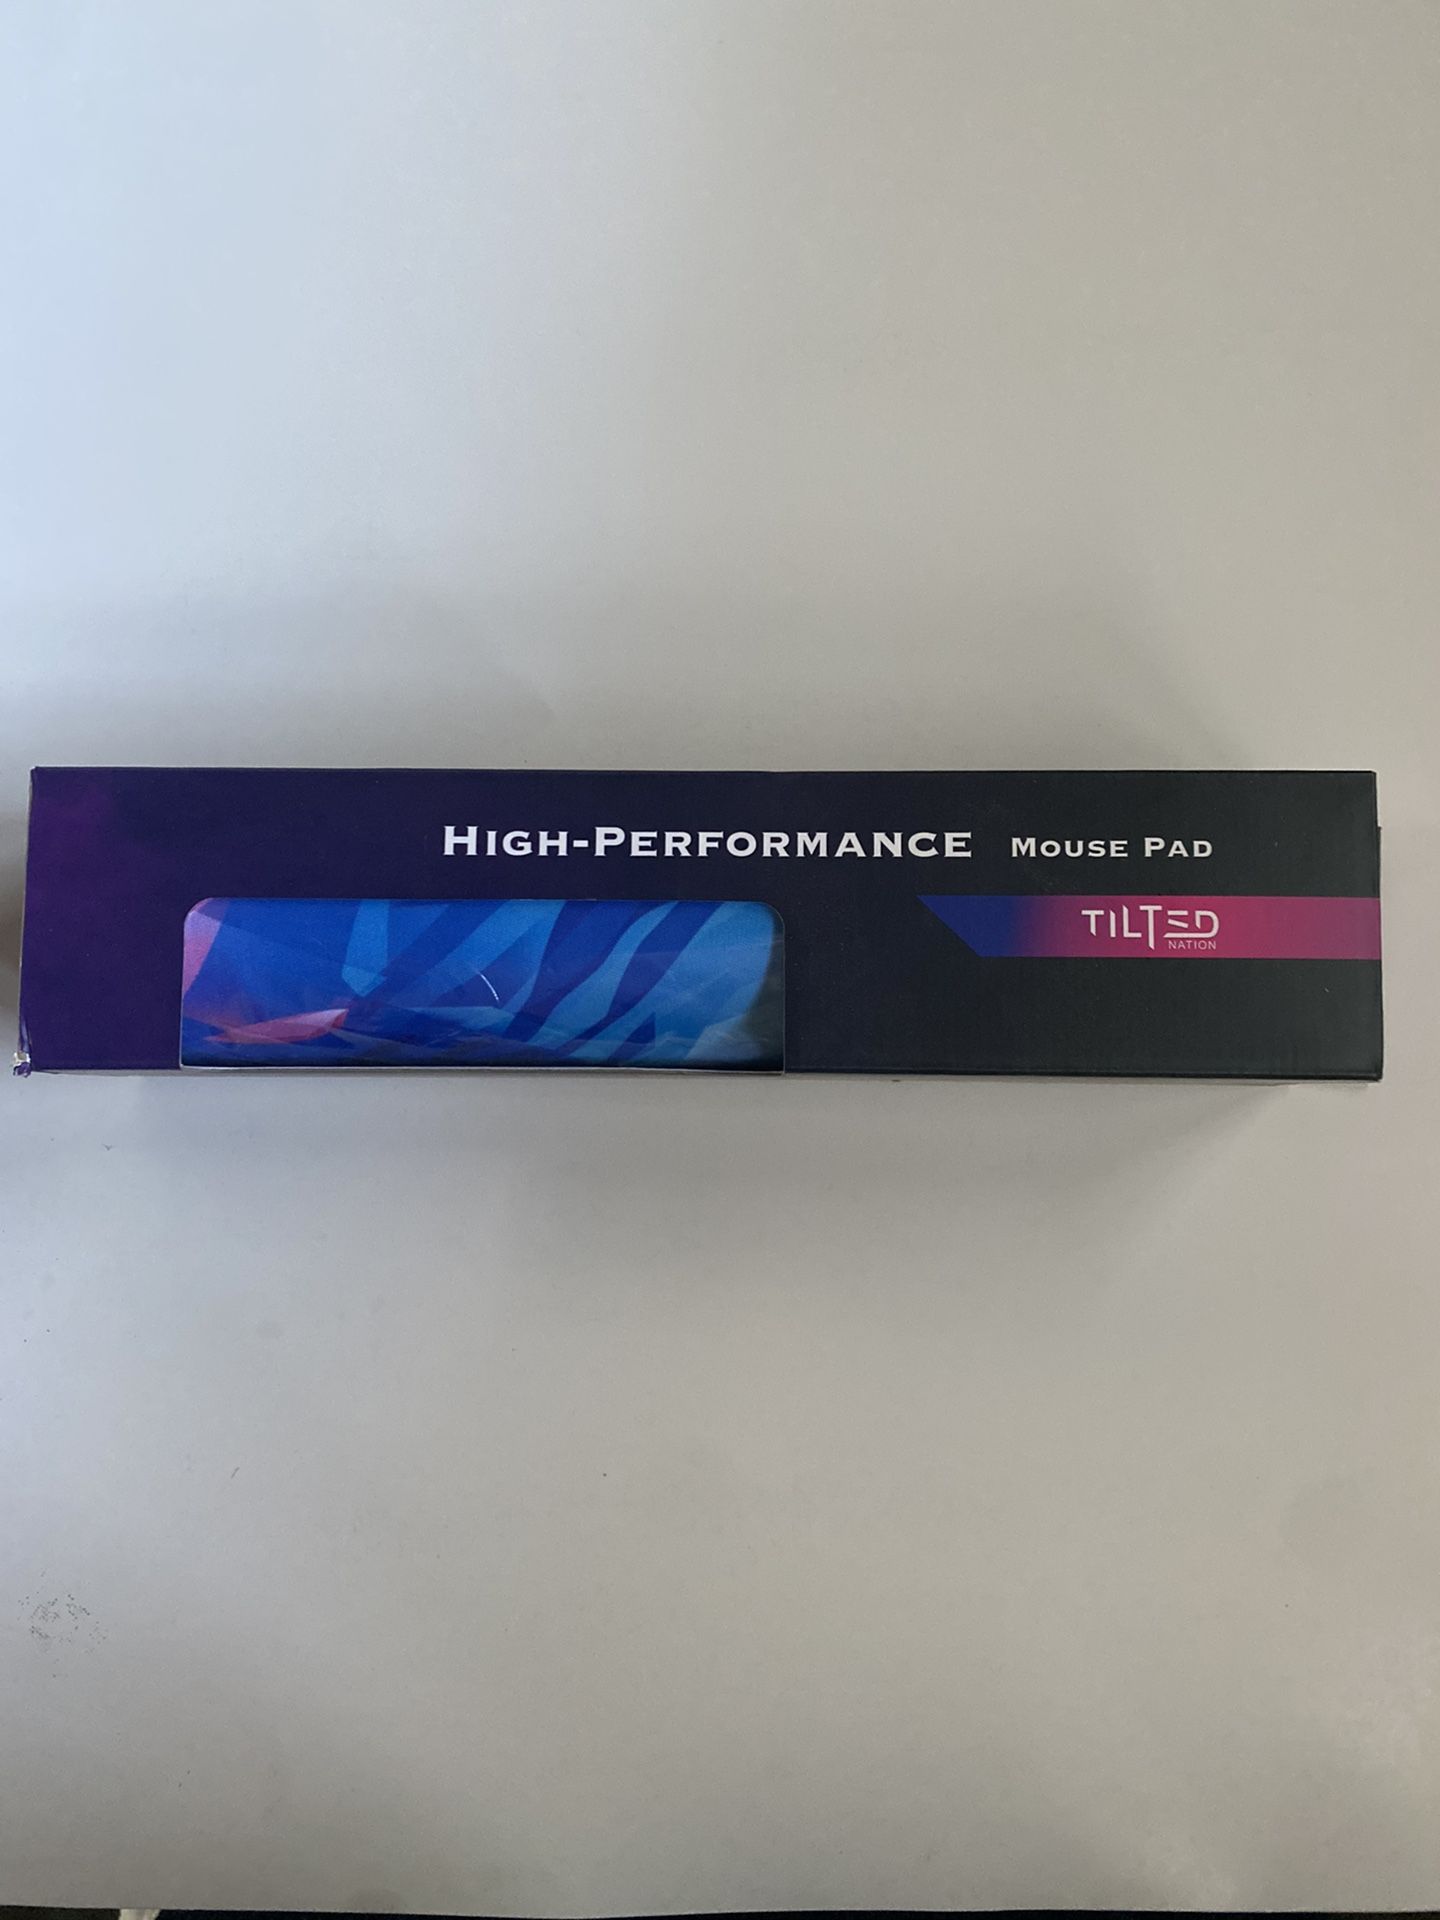 HIGH-PERFORMANCE MOUSE PAD
TILTED
NATION